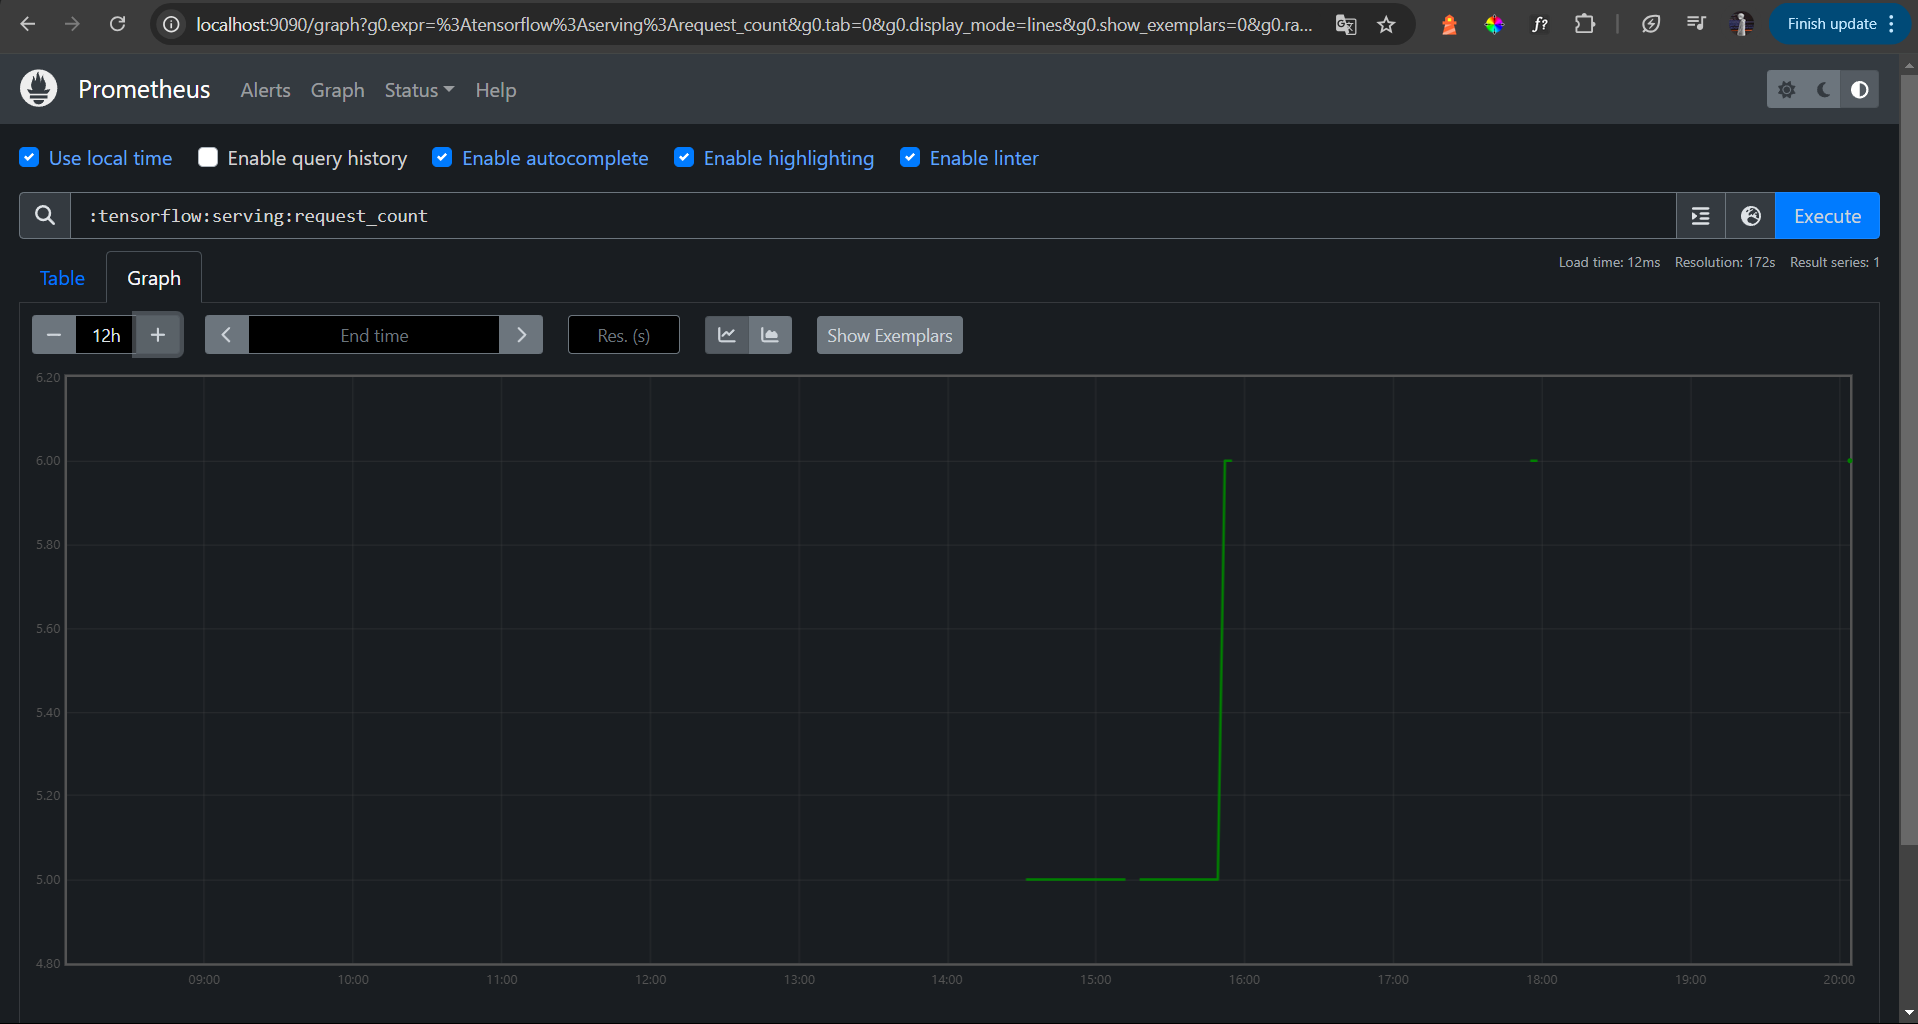 localhost:9090/graph?g0.expr=%3Atensorflow%3Aserving%3Arequest_count&g0.tab=0&g0.display_mode=lines&g0.show_exemplars=0&g0.ra...
f?
Finish update
Prometheus
Alerts
Graph
Status
Help
Use local time
Enable query history
Enable autocomplete
Enable highlighting
Enable linter
:tensorflow:serving:request_count
Execute
Table
Graph
Load time: 12ms
Resolution: 172s
Result series: 1
−
12h
+
End time
Res. (s)
Show Exemplars
6.20
6.00
5.80
5.60
5.40
5.20
5.00
4.80
09:00
10:00
11:00
12:00
13:00
14:00
15:00
16:00
17:00
18:00
19:00
20:00